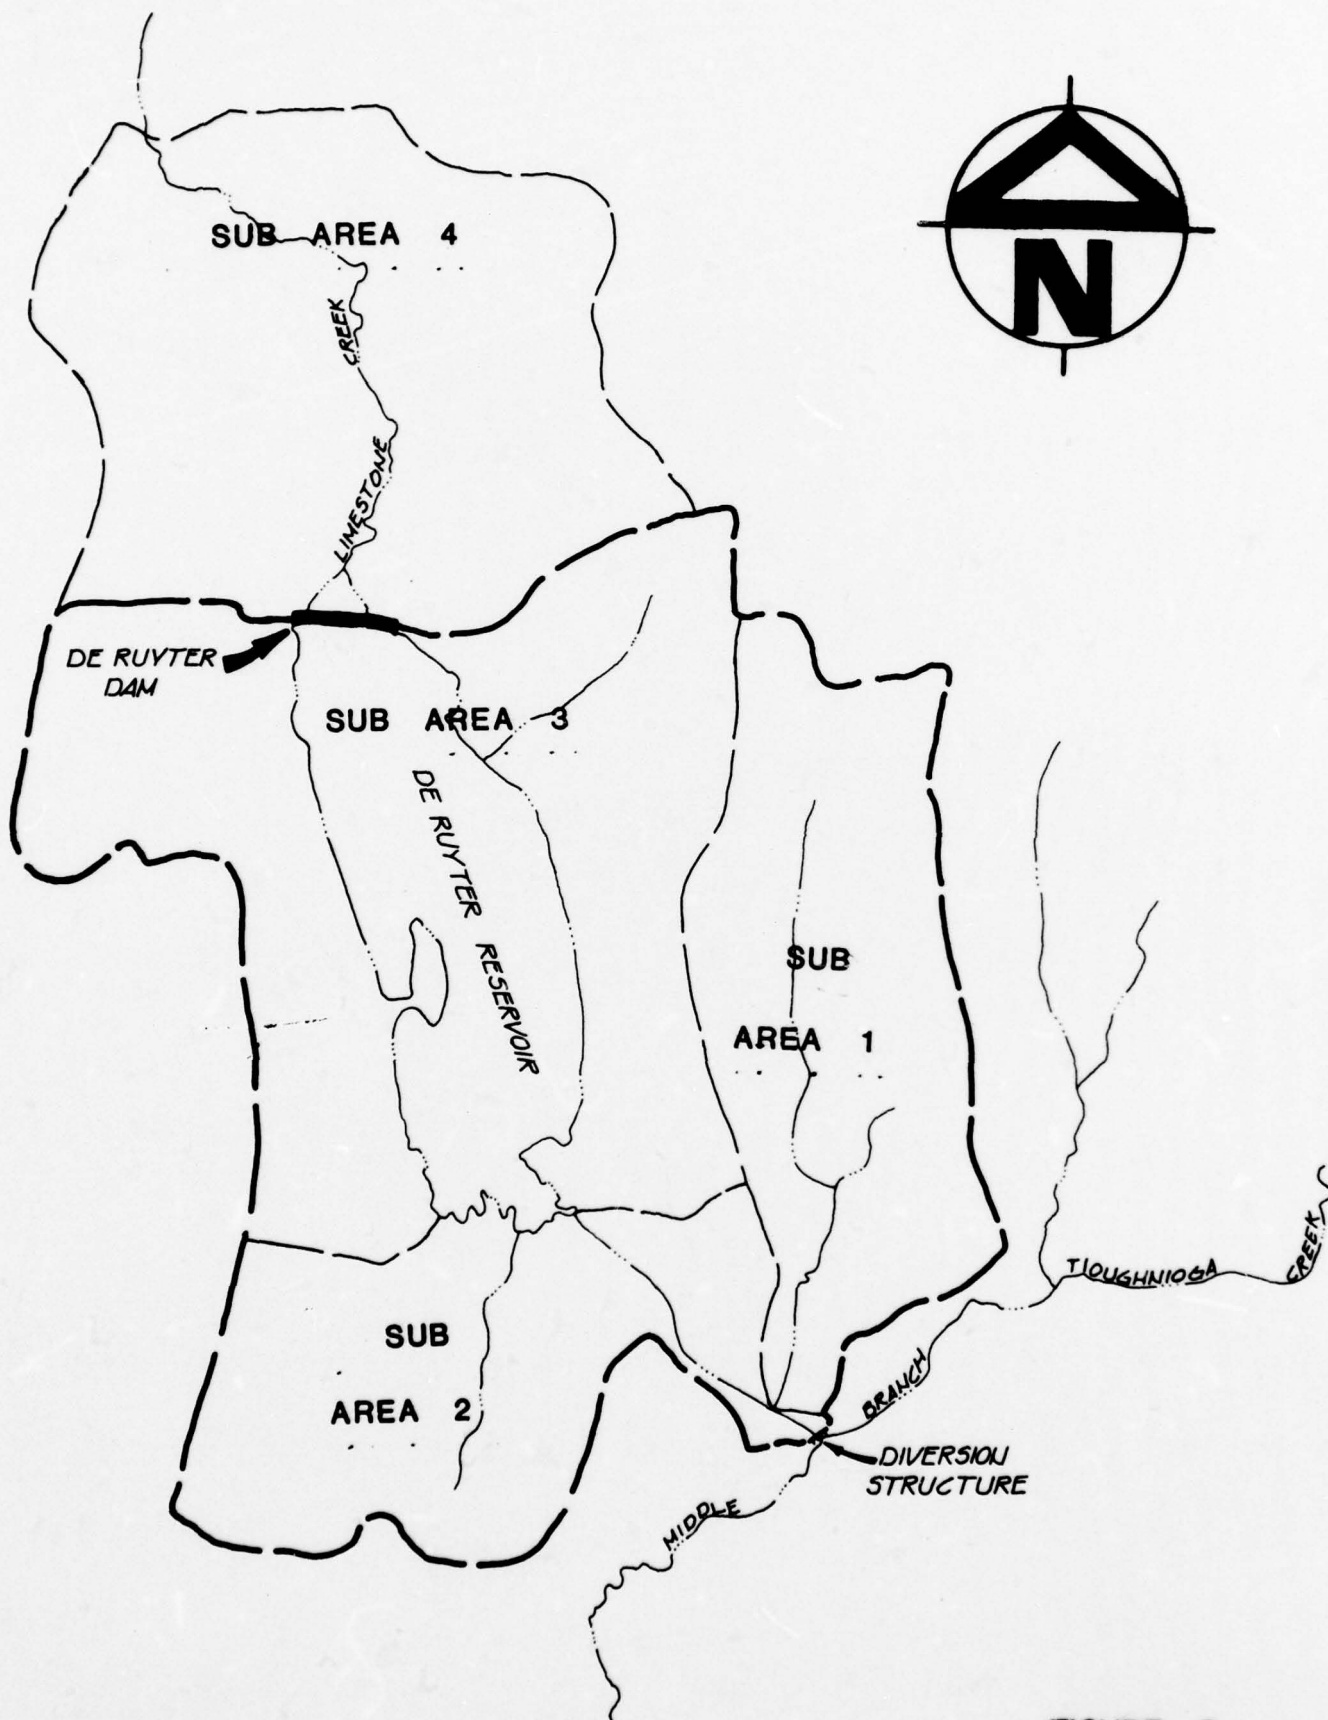 SUB AREA 4
N
CREEK
LIMESTONE
DE RUYTER
DAM
SUB AREA 3
DE RUYTER RESERVOIR
SUB
AREA 1
TIOUGHNIOGA CREEK
SUB
AREA 2
BRANCH
DIVERSION
STRUCTURE
MIDDLE